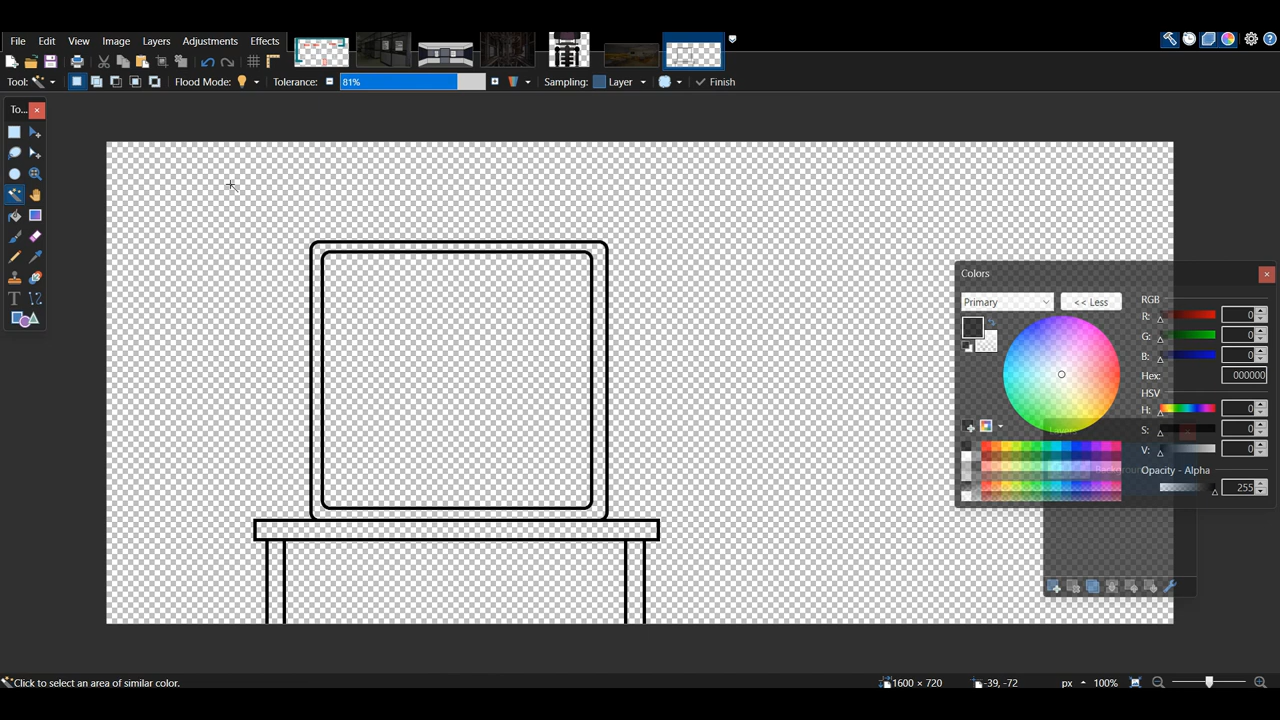 File Edit View Image Layers Adjustments Effects
Tool: Flood Mode: Tolerance: 81% Sampling: Layer Finish
To...
Colors
Primary << Less
RGB
R: 0
G: 0
B: 0
Hex: 000000
HSV
H: 0
S: 0
V: 0
Layers
Background
Opacity - Alpha
255
Click to select an area of similar color. 1600 × 720 -39, -72 px 100%